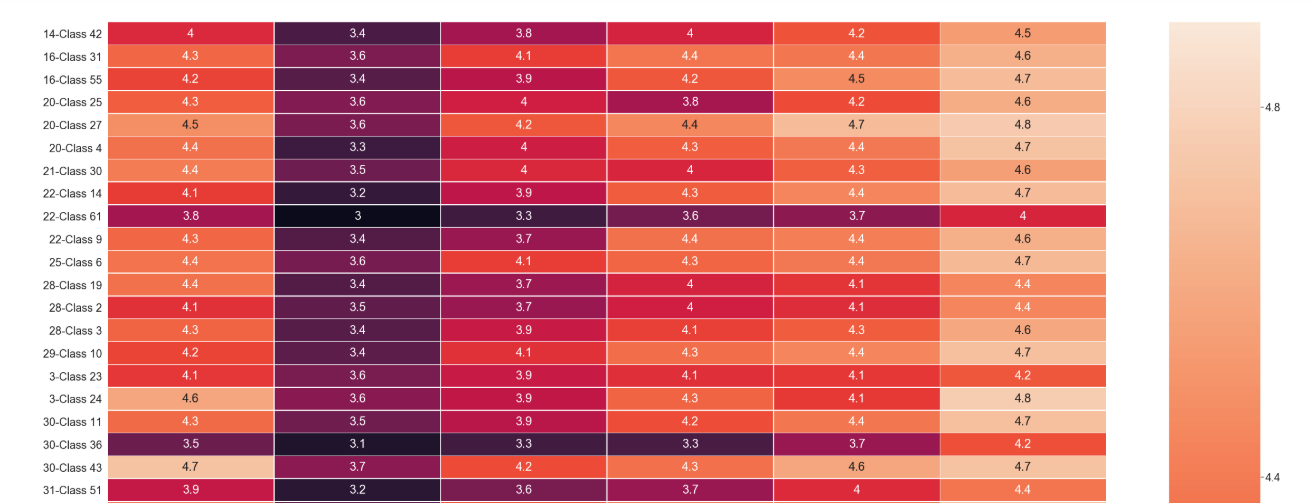 14-Class 42 4 3.4 3.8 4 4.2 4.5
16-Class 31 4.3 3.6 4.1 4.4 4.4 4.6
16-Class 55 4.2 3.4 3.9 4.2 4.5 4.7
20-Class 25 4.3 3.6 4 3.8 4.2 4.6
-4.8
20-Class 27 4.5 3.6 4.2 4.4 4.7 4.8
20-Class 4 4.4 3.3 4 4.3 4.4 4.7
21-Class 30 4.4 3.5 4 4 4.3 4.6
22-Class 14 4.1 3.2 3.9 4.3 4.4 4.7
22-Class 61 3.8 3 3.3 3.6 3.7 4
22-Class 9 4.3 3.4 3.7 4.4 4.4 4.6
25-Class 6 4.4 3.6 4.1 4.3 4.4 4.7
28-Class 19 4.4 3.4 3.7 4 4.1 4.4
28-Class 2 4.1 3.5 3.7 4 4.1 4.4
28-Class 3 4.3 3.4 3.9 4.1 4.3 4.6
29-Class 10 4.2 3.4 4.1 4.3 4.4 4.7
3-Class 23 4.1 3.6 3.9 4.1 4.1 4.2
3-Class 24 4.6 3.6 3.9 4.3 4.1 4.8
30-Class 11 4.3 3.5 3.9 4.2 4.4 4.7
30-Class 36 3.5 3.1 3.3 3.3 3.7 4.2
30-Class 43 4.7 3.7 4.2 4.3 4.6 4.7
-4.4
31-Class 51 3.9 3.2 3.6 3.7 4 4.4